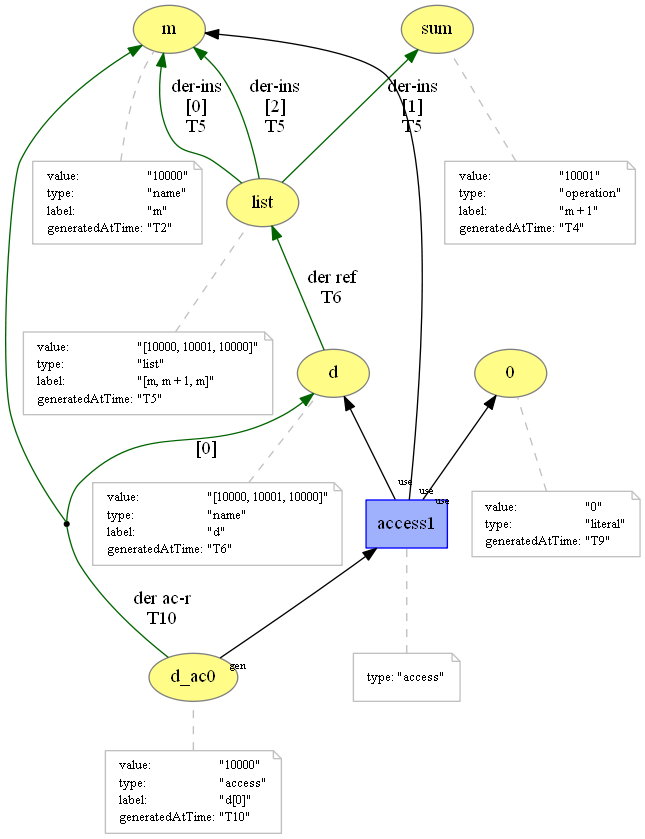 m
sum
der-ins
[0]
T5
der-ins
[2]
T5
der-ins
[1]
T5
value: "10000"
type: "name"
label: "m"
generatedAtTime: "T2"
list
value: "10001"
type: "operation"
label: "m + 1"
generatedAtTime: "T4"
der ref
T6
value: "[10000, 10001, 10000]"
type: "list"
label: "[m, m + 1, m]"
generatedAtTime: "T5"
d
0
[0]
value: "[10000, 10001, 10000]"
type: "name"
label: "d"
generatedAtTime: "T6"
use
use
use
access1
value: "0"
type: "literal"
generatedAtTime: "T9"
der ac-r
T10
d_ac0
gen
type: "access"
value: "10000"
type: "access"
label: "d[0]"
generatedAtTime: "T10"